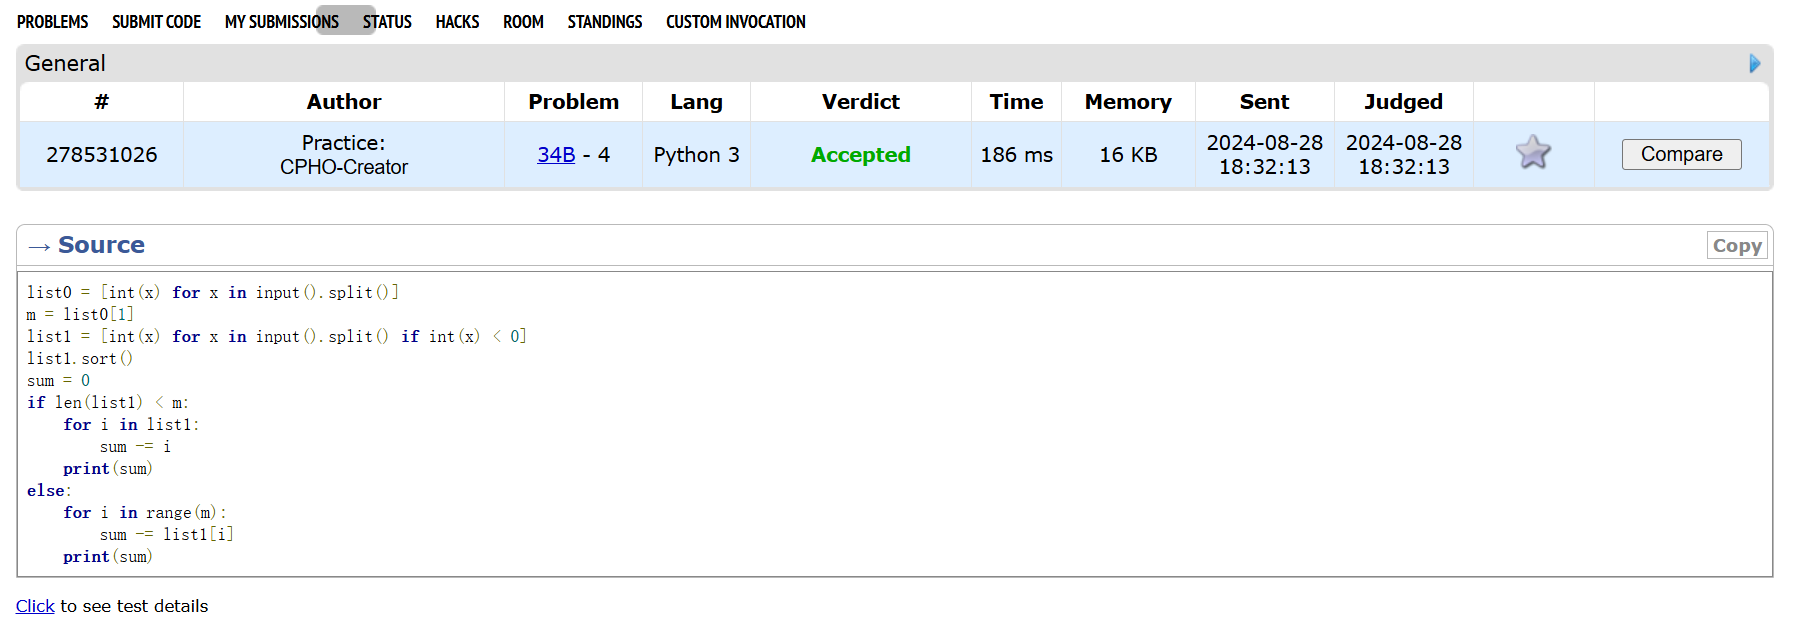 PROBLEMS SUBMIT CODE MY SUBMISSIONS STATUS HACKS ROOM STANDINGS CUSTOM INVOCATION
General
# Author Problem Lang Verdict Time Memory Sent Judged
278531026 Practice: CPHO-Creator 34B - 4 Python 3 Accepted 186 ms 16 KB 2024-08-28 18:32:13 2024-08-28 18:32:13 Compare
→ Source Copy
list0 = [int(x) for x in input().split()]
m = list0[1]
list1 = [int(x) for x in input().split() if int(x) < 0]
list1.sort()
sum = 0
if len(list1) < m:
    for i in list1:
        sum -= i
    print(sum)
else:
    for i in range(m):
        sum -= list1[i]
    print(sum)
Click to see test details